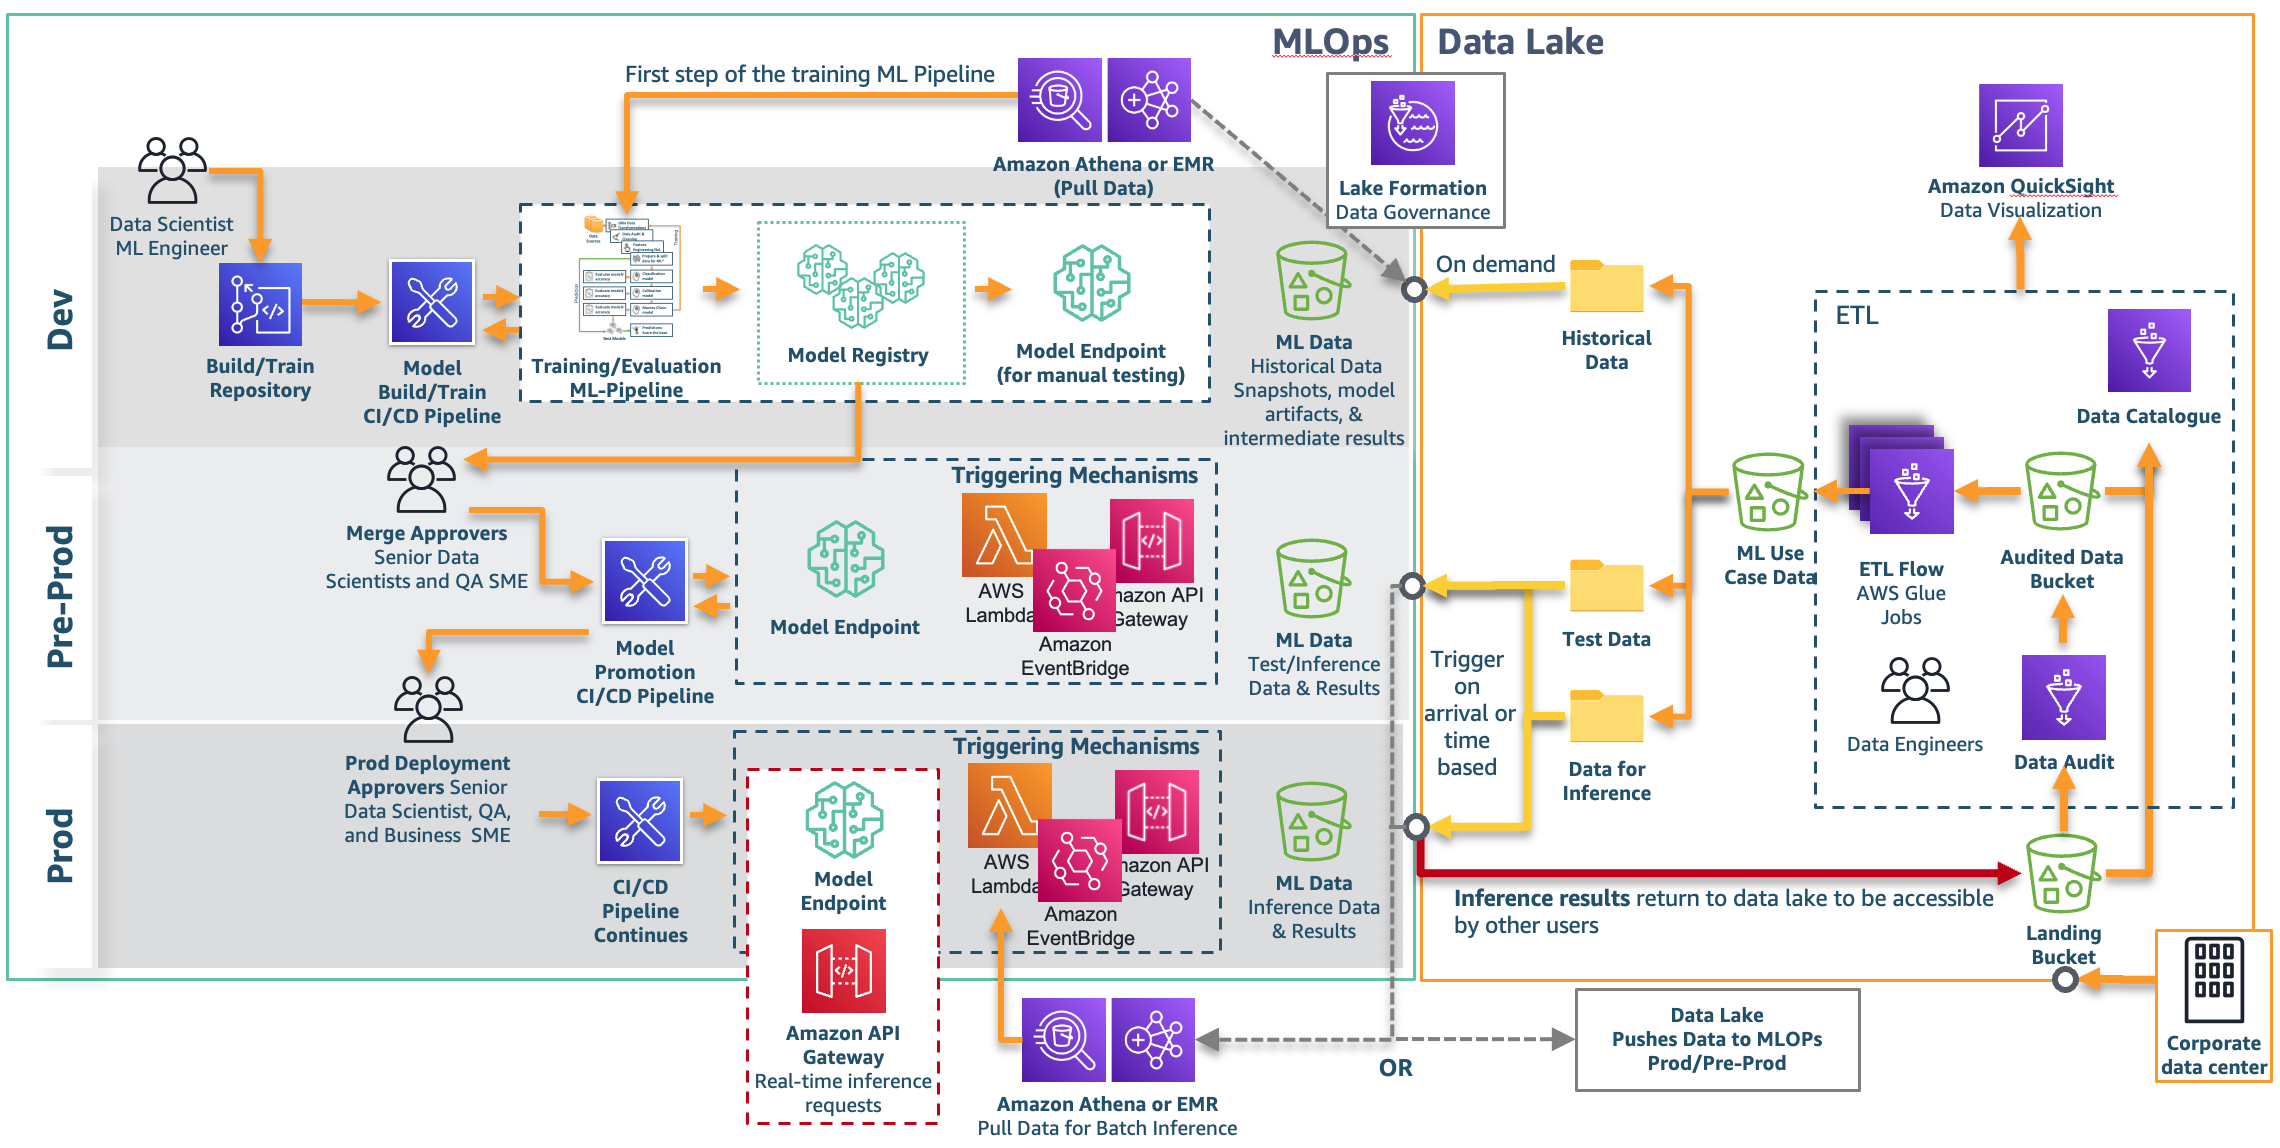 MLOps
Data Lake
First step of the training ML Pipeline
Amazon Athena or EMR
(Pull Data)
Lake Formation
Data Governance
Amazon QuickSight
Data Visualization
Dev
Data Scientist
ML Engineer
Build/Train
Repository
Model
Build/Train
CI/CD Pipeline
Data
Sources
Prediction
Training
Best Models
Training/Evaluation
ML-Pipeline
Model Registry
Model Endpoint
(for manual testing)
ML Data
Historical Data
Snapshots, model
artifacts, &
intermediate results
On demand
Historical
Data
ETL
Data Catalogue
Pre-Prod
Merge Approvers
Senior Data
Scientists and QA SME
Model
Promotion
CI/CD Pipeline
Triggering Mechanisms
Model Endpoint
AWS
Lambda
mazon API
Gateway
Amazon
EventBridge
ML Data
Test/Inference
Data & Results
Trigger
on
arrival or
time
based
Test Data
Data for
Inference
ML Use
Case Data
ETL Flow
AWS Glue
Jobs
Audited Data
Bucket
Data Engineers
Data Audit
Prod
Prod Deployment
Approvers Senior
Data Scientist, QA,
and Business SME
CI/CD
Pipeline
Continues
Triggering Mechanisms
Model
Endpoint
Amazon API
Gateway
Real-time inference
requests
AWS
Lambda
mazon API
Gateway
Amazon
EventBridge
ML Data
Inference Data
& Results
Inference results return to data lake to be accessible
by other users
Landing
Bucket
Corporate
data center
Amazon Athena or EMR
Pull Data for Batch Inference
OR
Data Lake
Pushes Data to MLOPs
Prod/Pre-Prod